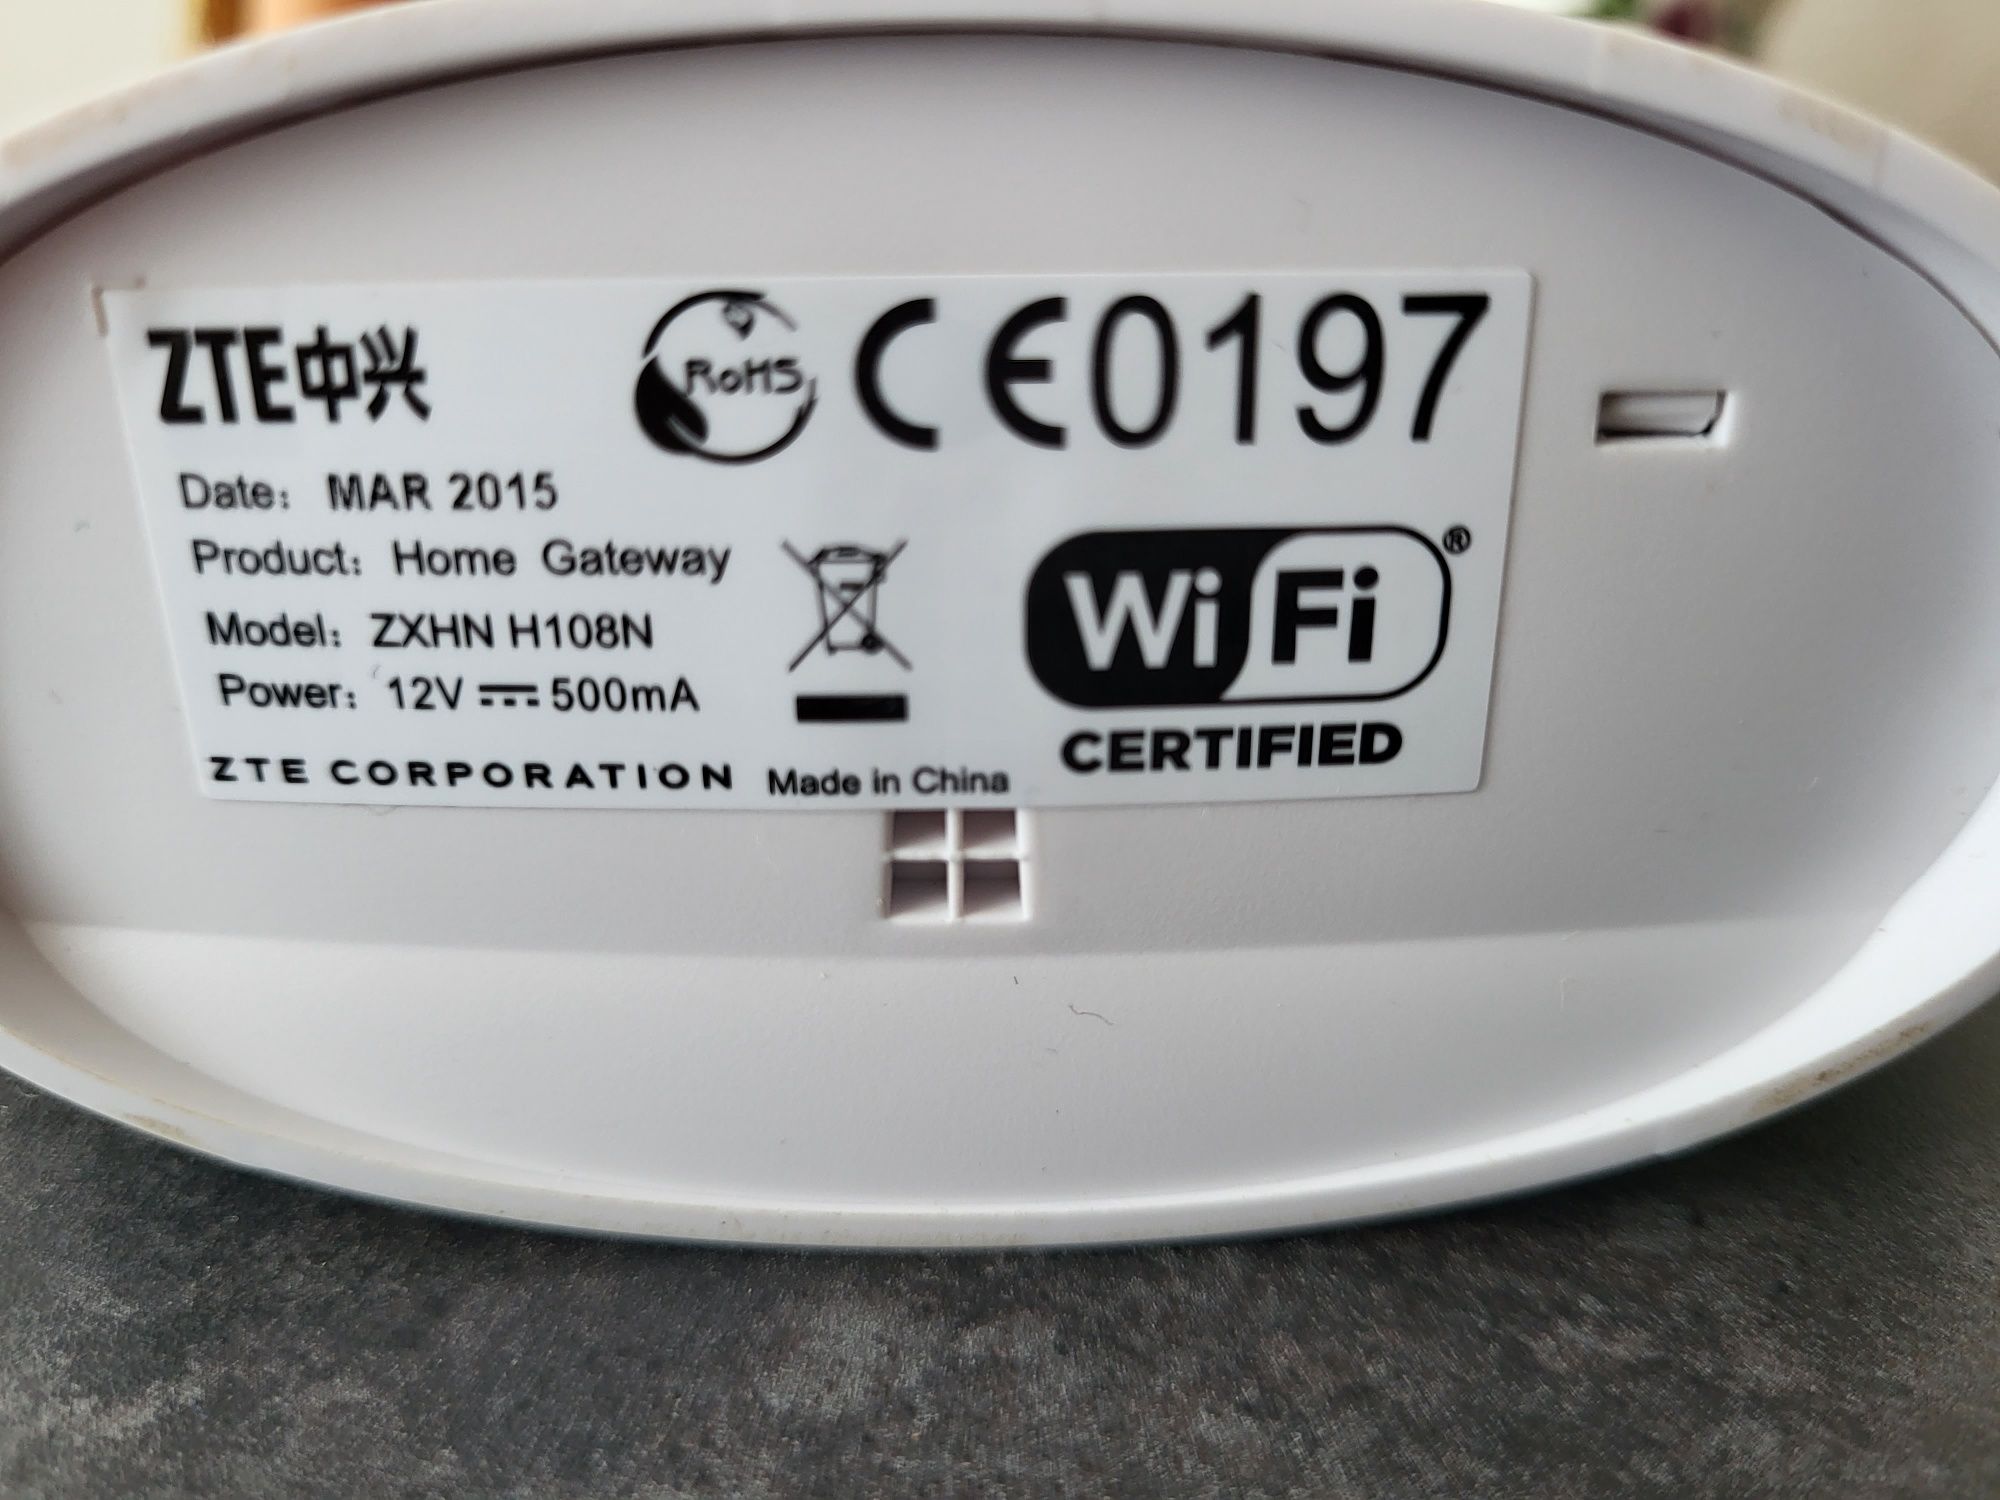 ZTE中兴
RoHS
CE0197
Date: MAR 2015
Product: Home Gateway
Model: ZXHN H108N
Power: 12V 500mA
WiFi®
CERTIFIED
ZTE CORPORATION Made in China